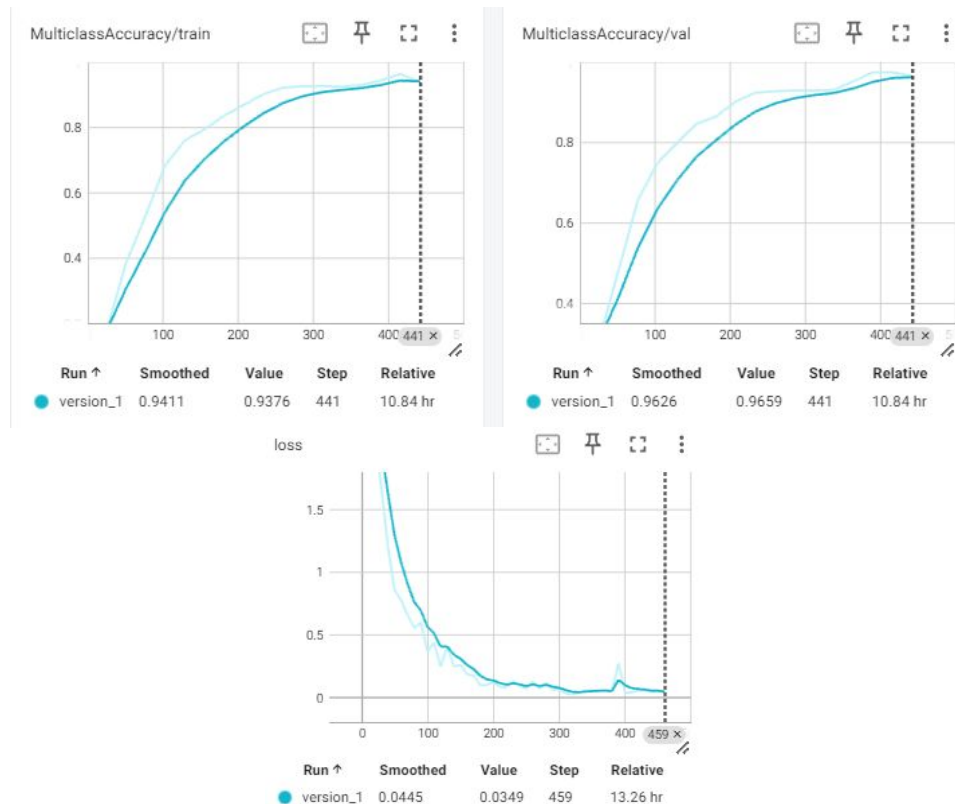 MulticlassAccuracy/train
0.8
0.6
0.4
100 200 300 400 441 × 5
Run ↑ Smoothed Value Step Relative
version_1 0.9411 0.9376 441 10.84 hr
MulticlassAccuracy/val
0.8
0.6
0.4
100 200 300 400 441 ×
Run ↑ Smoothed Value Step Relative
version_1 0.9626 0.9659 441 10.84 hr
loss
1.5
1
0.5
0
0 100 200 300 400 459 ×
Run ↑ Smoothed Value Step Relative
version_1 0.0445 0.0349 459 13.26 hr